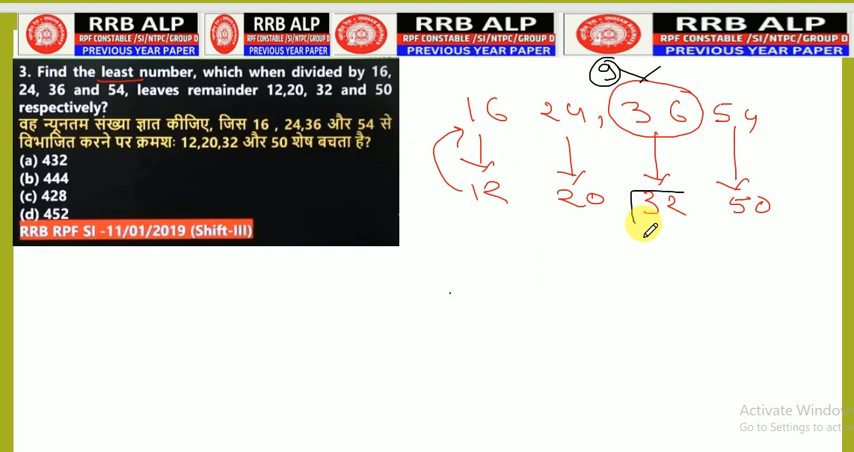 RRB ALP RRB ALP RRB ALP RRB ALP
RPF CONSTABLE /SI/NTPC/GROUP D RPF CONSTABLE /SI/NTPC/GROUP D RPF CONSTABLE /SI/NTPC/GROUP D RPF CONSTABLE /SI/NTPC/GROUP D
PREVIOUS YEAR PAPER PREVIOUS YEAR PAPER PREVIOUS YEAR PAPER PREVIOUS YEAR PAPER
3. Find the least number, which when divided by 16,
24, 36 and 54, leaves remainder 12,20, 32 and 50
respectively?
वह न्यूनतम संख्या ज्ञात कीजिए, जिस 16 , 24,36 और 54 से
विभाजित करने पर क्रमशः 12,20,32 और 50 शेष बचता है?
(a) 432
(b) 444
(c) 428
(d) 452
RRB RPF SI -11/01/2019 (Shift-III)
9
16 24, 36 54
12 20 32 50
Activate Window
Go to Settings to act